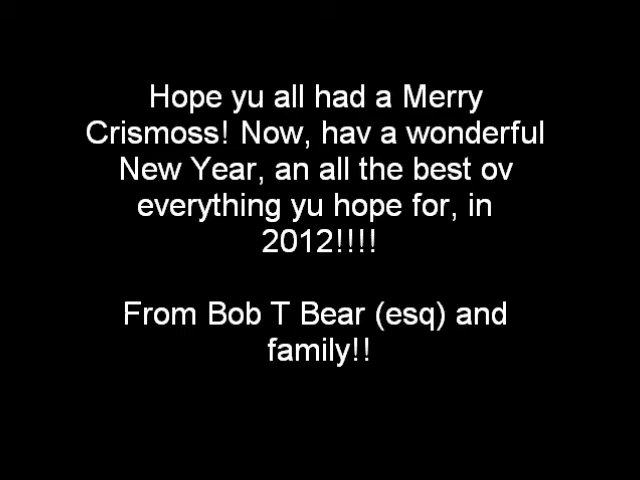 Hope yu all had a Merry
Crismoss! Now, hav a wonderful
New Year, an all the best ov
everything yu hope for, in
2012!!!!
From Bob T Bear (esq) and
family!!